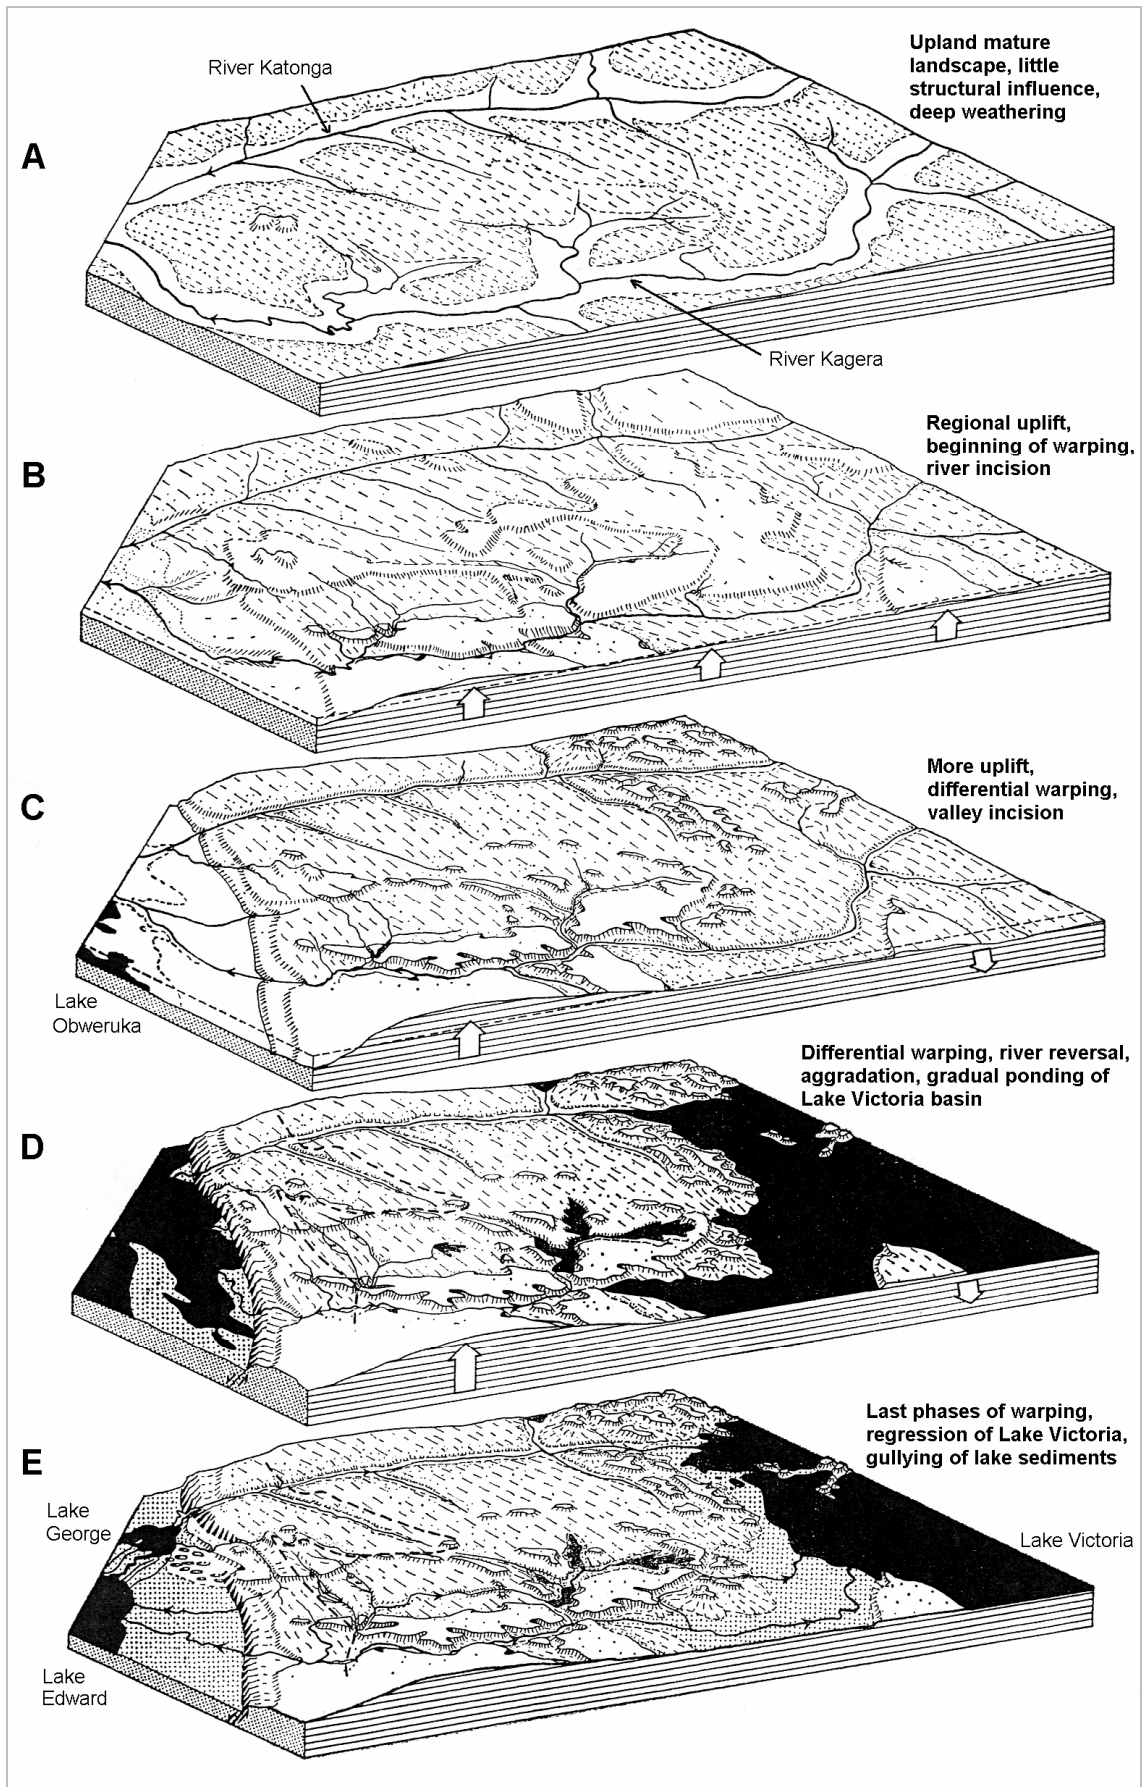 Upland mature
landscape, little
structural influence,
deep weathering
River Katonga
A
River Kagera
Regional uplift,
beginning of warping,
river incision
B
More uplift,
differential warping,
valley incision
C
Lake
Obweruka
Differential warping, river reversal,
aggradation, gradual ponding of
Lake Victoria basin
D
Last phases of warping,
regression of Lake Victoria,
gullying of lake sediments
E
Lake
George
Lake Victoria
Lake
Edward